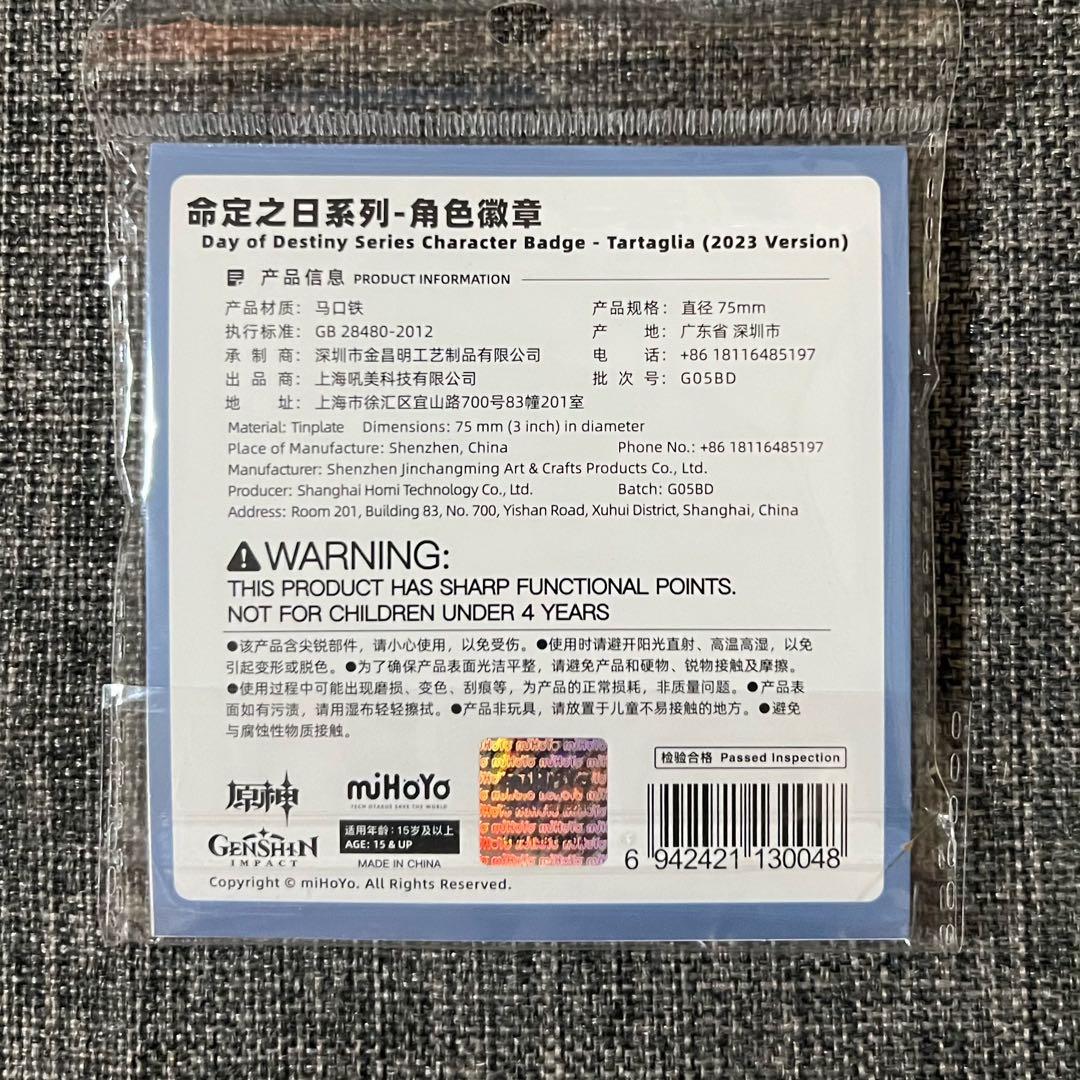 命定之日系列-角色徽章
Day of Destiny Series Character Badge - Tartaglia (2023 Version)
产品信息 PRODUCT INFORMATION
产品材质: 马口铁 产品规格: 直径 75mm
执行标准: GB 28480-2012 产 地: 广东省 深圳市
承 制 商: 深圳市金昌明工艺制品有限公司 电 话: +86 18116485197
出 品 商: 上海吼美科技有限公司 批 次 号: G05BD
地 址: 上海市徐汇区宜山路700号83幢201室
Material: Tinplate Dimensions: 75 mm (3 inch) in diameter
Place of Manufacture: Shenzhen, China Phone No.: +86 18116485197
Manufacturer: Shenzhen Jinchangming Art & Crafts Products Co., Ltd.
Producer: Shanghai Homi Technology Co., Ltd. Batch: G05BD
Address: Room 201, Building 83, No. 700, Yishan Road, Xuhui District, Shanghai, China
WARNING:
THIS PRODUCT HAS SHARP FUNCTIONAL POINTS.
NOT FOR CHILDREN UNDER 4 YEARS
●该产品含尖锐部件，请小心使用，以免受伤。●使用时请避开阳光直射、高温高湿，以免
引起变形或脱色。●为了确保产品表面光洁平整，请避免产品和硬物、锐物接触及摩擦。
●使用过程中可能出现磨损、变色、刮痕等，为产品的正常损耗，非质量问题。●产品表
面如有污渍，请用湿布轻轻擦拭。●产品非玩具，请放置于儿童不易接触的地方。●避免
与腐蚀性物质接触。
检验合格 Passed Inspection
原神
GENSHIN
IMPACT
miHoYo
TECH OTAKUS SAVE THE WORLD
适用年龄：15岁及以上
AGE: 15 & UP
MADE IN CHINA
miHoYo
6 942421 130048
Copyright © miHoYo. All Rights Reserved.